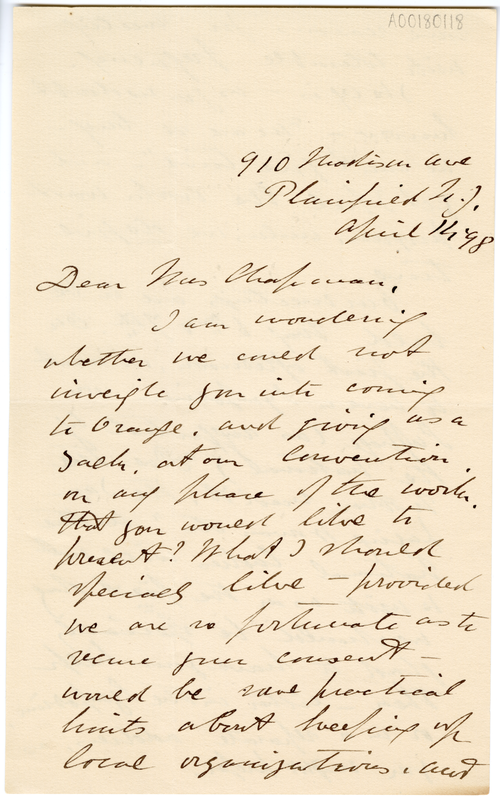 A00180118
910 Madison Ave
Plainfield N.J.
April 14, '98
Dear Mrs Chapman,
I am wondering
whether we could not
inveigle you into coming
to Orange, and giving us a
Talk, at our Convention,
on any phase of the work,
that you would like to
present? What I should
specially like – provided
we are so fortunate as to
secure your consent –
would be some practical
hints about keeping up
local organizations, and